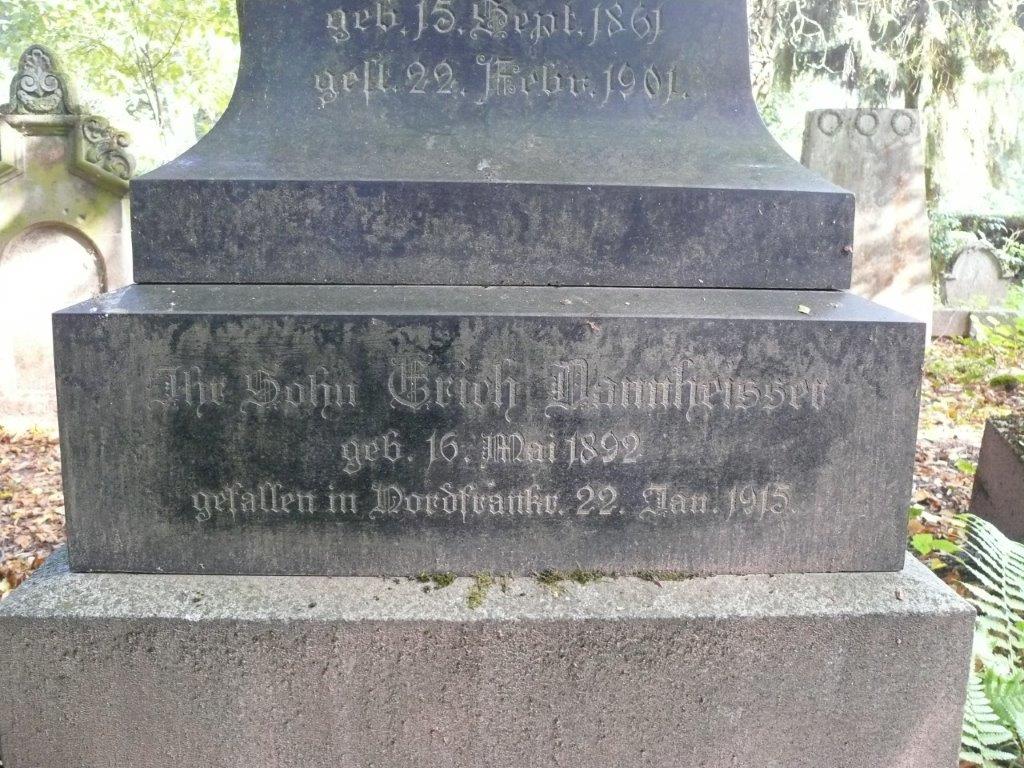 geb. 15. Sept. 1861
gest. 22. Febr. 1901.
Ihr Sohn Erich Dannheisser
geb. 16. Mai 1892
gefallen in Nordfrankr. 22. Jan. 1915.